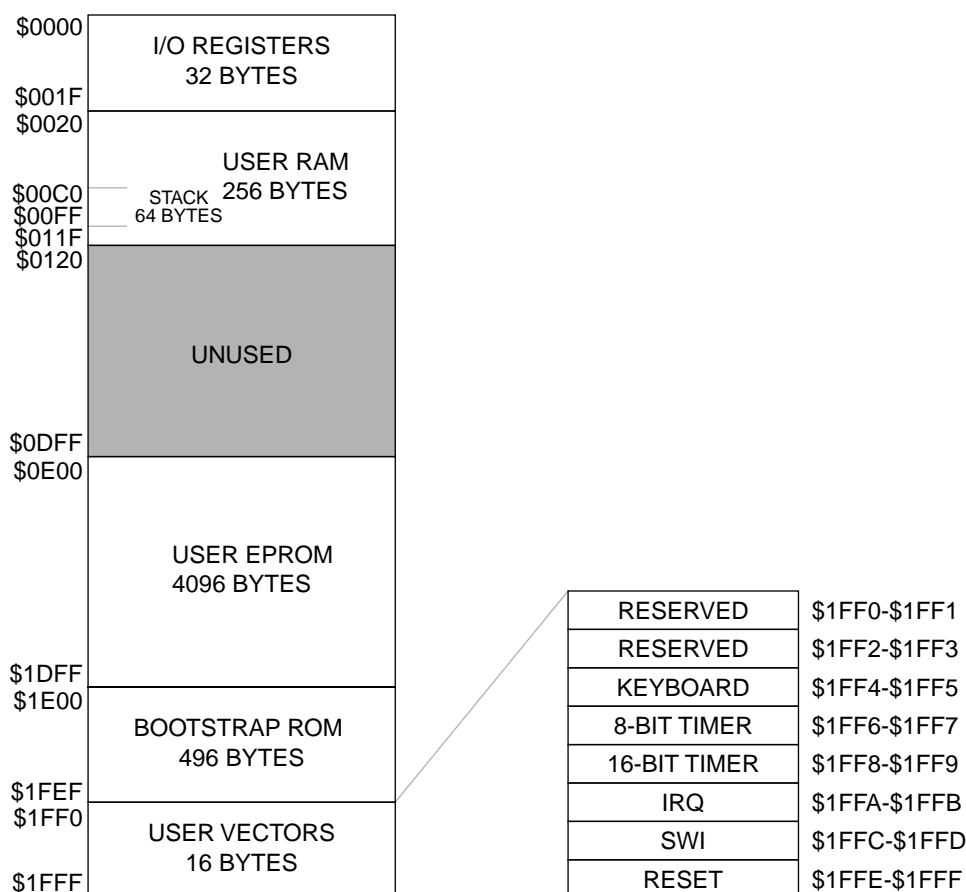 $0000
I/O REGISTERS
32 BYTES
$001F
$0020
USER RAM
256 BYTES
$00C0
STACK
64 BYTES
$00FF
$011F
$0120
UNUSED
$0DFF
$0E00
USER EPROM
4096 BYTES
$1DFF
$1E00
BOOTSTRAP ROM
496 BYTES
$1FEF
$1FF0
USER VECTORS
16 BYTES
$1FFF
RESERVED $1FF0-$1FF1
RESERVED $1FF2-$1FF3
KEYBOARD $1FF4-$1FF5
8-BIT TIMER $1FF6-$1FF7
16-BIT TIMER $1FF8-$1FF9
IRQ $1FFA-$1FFB
SWI $1FFC-$1FFD
RESET $1FFE-$1FFF